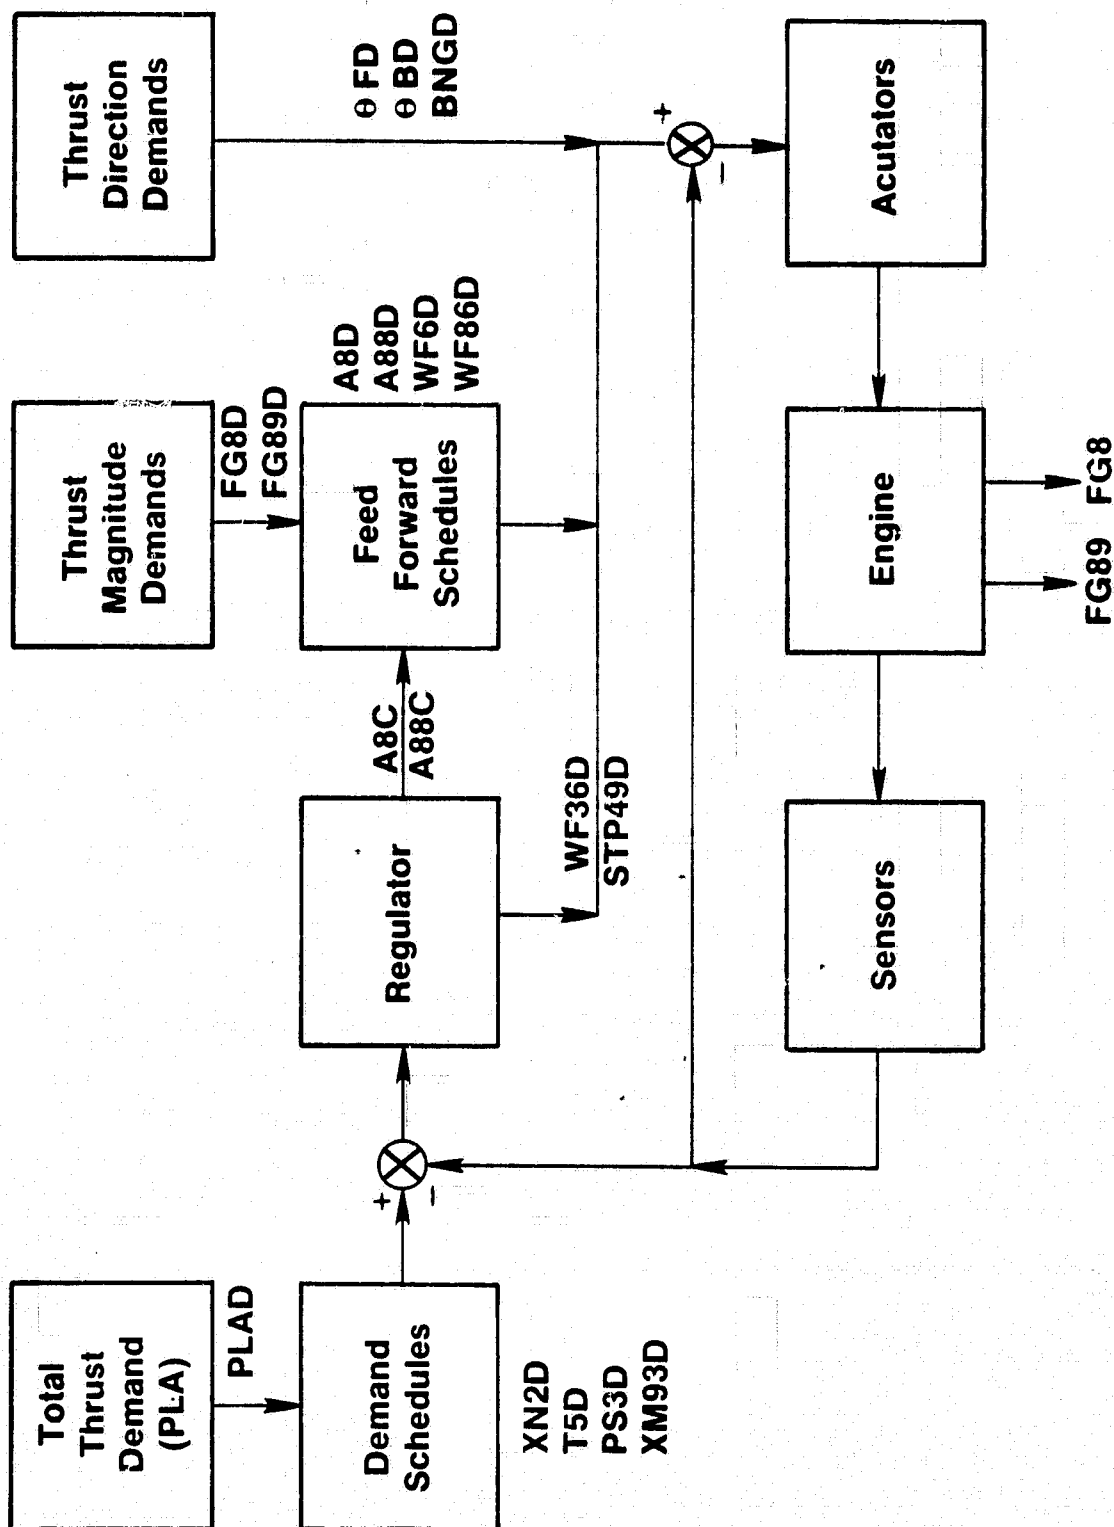 Total
Thrust
Demand
(PLA)
PLAD
Demand
Schedules
XN2D
T5D
PS3D
XM93D
+
−
Regulator
A8C
A88C
WF36D
STP49D
Thrust
Magnitude
Demands
FG8D
FG89D
Feed
Forward
Schedules
A8D
A88D
WF6D
WF86D
Thrust
Direction
Demands
θ FD
θ BD
BNGD
+
−
Sensors
Engine
Acutators
FG89 FG8